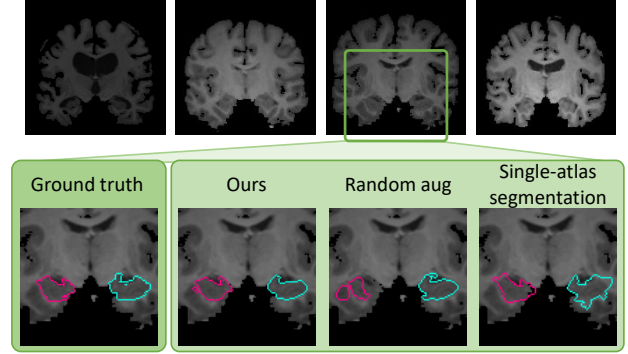 Ground truth
Ours
Random aug
Single-atlas
segmentation